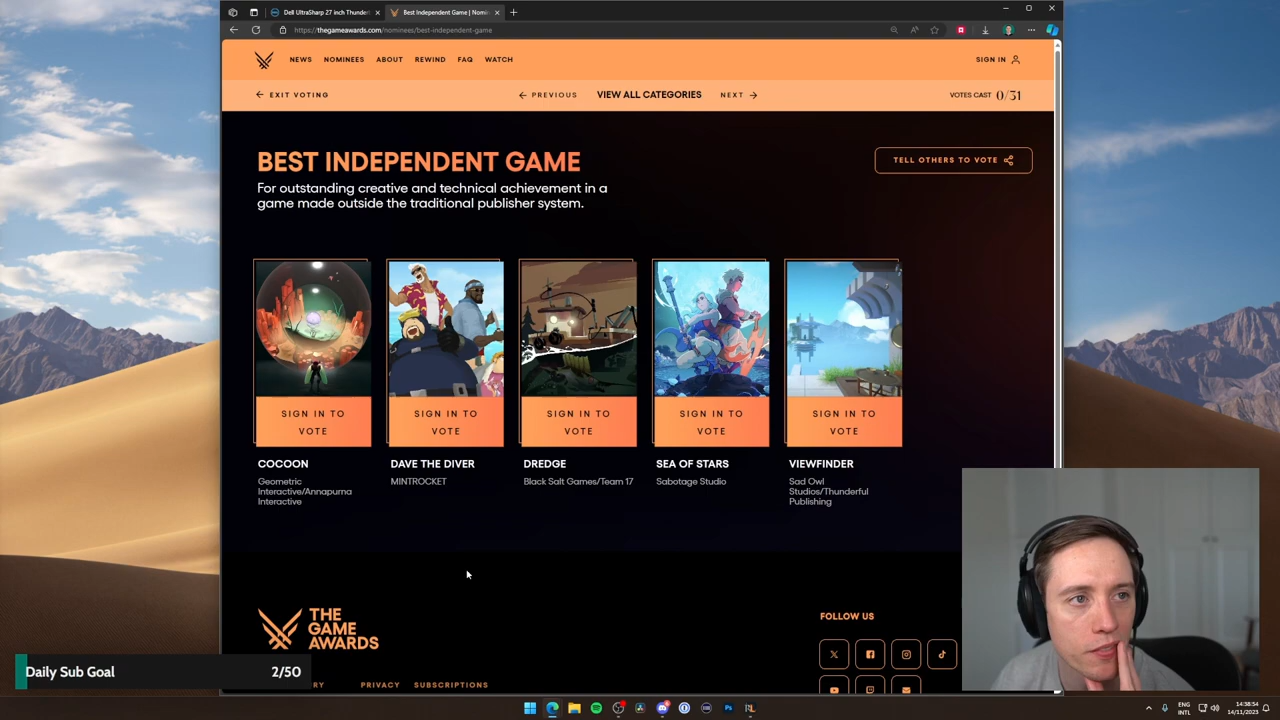 Dell UltraSharp 27 inch Thunder
Best Independent Game | Nomin
https://thegameawards.com/nominees/best-independent-game
NEWS
NOMINEES
ABOUT
REWIND
FAQ
WATCH
SIGN IN
EXIT VOTING
PREVIOUS
VIEW ALL CATEGORIES
NEXT
VOTES CAST 0/31
BEST INDEPENDENT GAME
TELL OTHERS TO VOTE
For outstanding creative and technical achievement in a
game made outside the traditional publisher system.
SIGN IN TO
VOTE
COCOON
Geometric
Interactive/Annapurna
Interactive
SIGN IN TO
VOTE
DAVE THE DIVER
MINTROCKET
SIGN IN TO
VOTE
DREDGE
Black Salt Games/Team 17
SIGN IN TO
VOTE
SEA OF STARS
Sabotage Studio
SIGN IN TO
VOTE
VIEWFINDER
Sad Owl
Studios/Thunderful
Publishing
THE
GAME
AWARDS
FOLLOW US
Daily Sub Goal
2/50
RY
PRIVACY
SUBSCRIPTIONS
ENG
INTL
14:38:54
14/11/2023